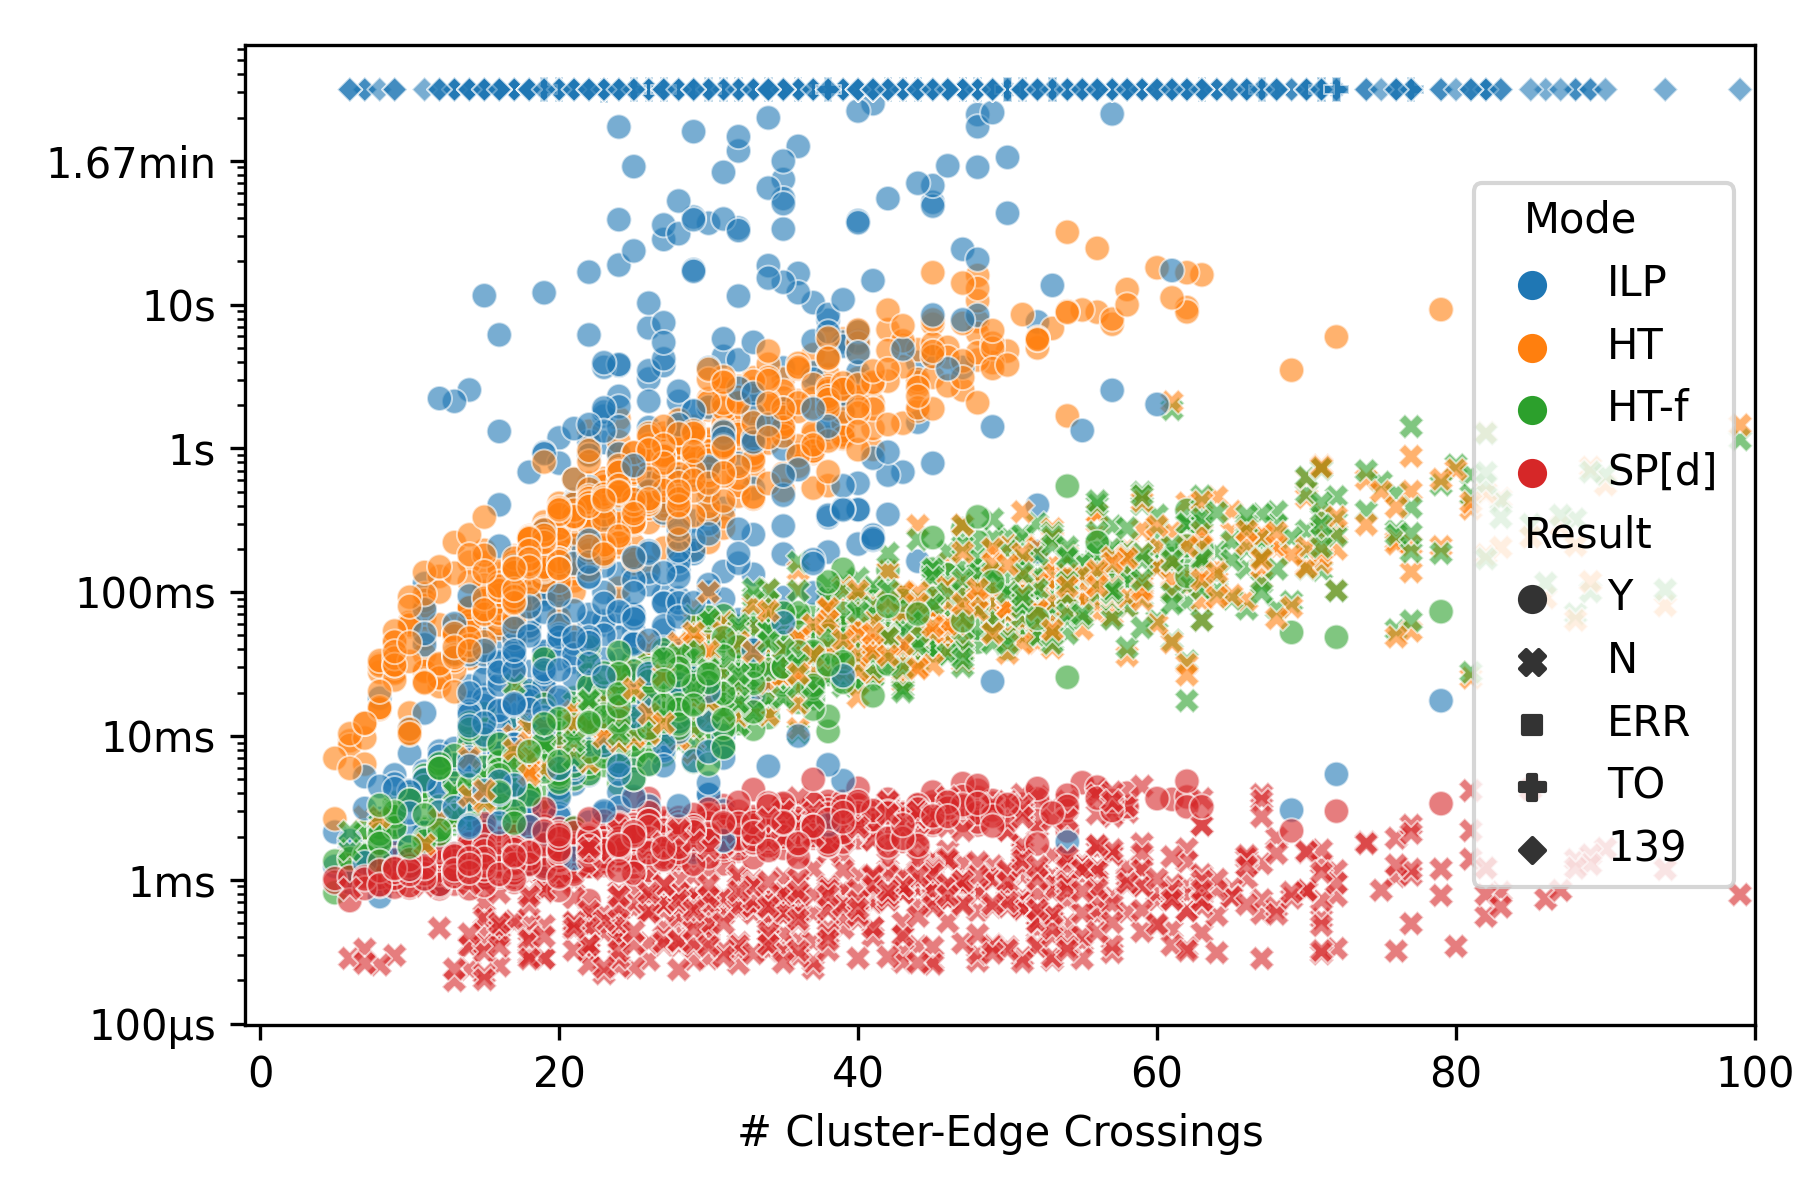 1.67min
10s
1s
100ms
10ms
1ms
100µs
0 20 40 60 80 100
# Cluster-Edge Crossings
Mode
ILP
HT
HT-f
SP[d]
Result
Y
N
ERR
TO
139